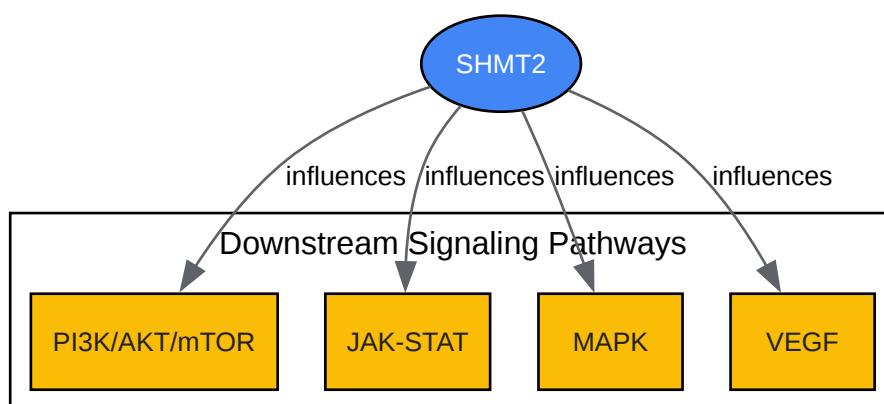 SHMT2
influences influences influences influences
Downstream Signaling Pathways
PI3K/AKT/mTOR JAK-STAT MAPK VEGF